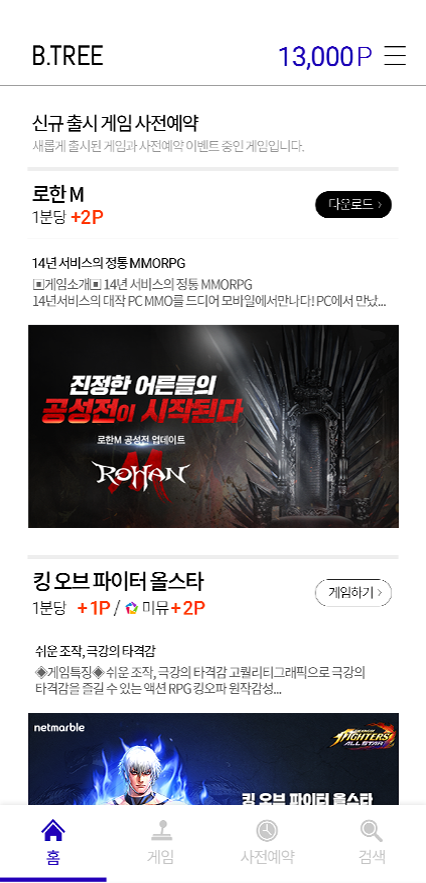 B.TREE
13,000 P
신규 출시 게임 사전예약
새롭게 출시된 게임과 사전예약 이벤트 중인 게임입니다.
로한 M
1분당 +2P
다운로드 >
14년 서비스의 정통 MMORPG
▣게임소개▣ 14년 서비스의 정통 MMORPG
14년서비스의 대작 PC MMO를 드디어 모바일에서만나다! PC에서 만났...
진정한 어른들의
공성전이 시작된다
로한M 공성전 업데이트
ROHAN
M
킹 오브 파이터 올스타
1분당 +1P / 미뮤+2P
게임하기 >
쉬운 조작, 극강의 타격감
◈게임특징◈ 쉬운 조작, 극강의 타격감 고퀄리티그래픽으로 극강의
타격감을 즐길 수 있는 액션 RPG 킹오파 원작감성...
netmarble
FIGHTERS
ALL STAR
킹 오브 파이터 올스타
홈
게임
사전예약
검색